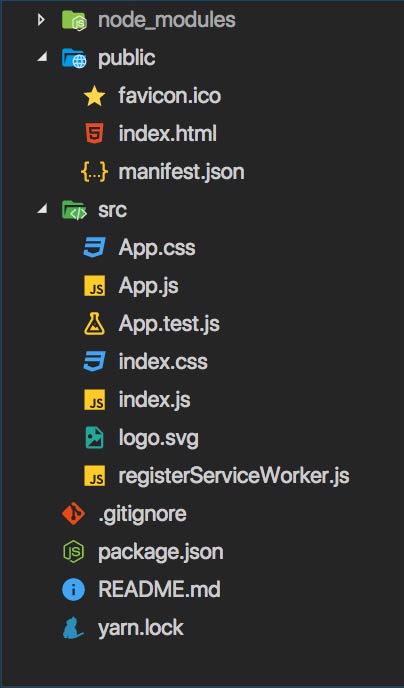 node_modules
public
favicon.ico
index.html
manifest.json
src
App.css
App.js
App.test.js
index.css
index.js
logo.svg
registerServiceWorker.js
.gitignore
package.json
README.md
yarn.lock